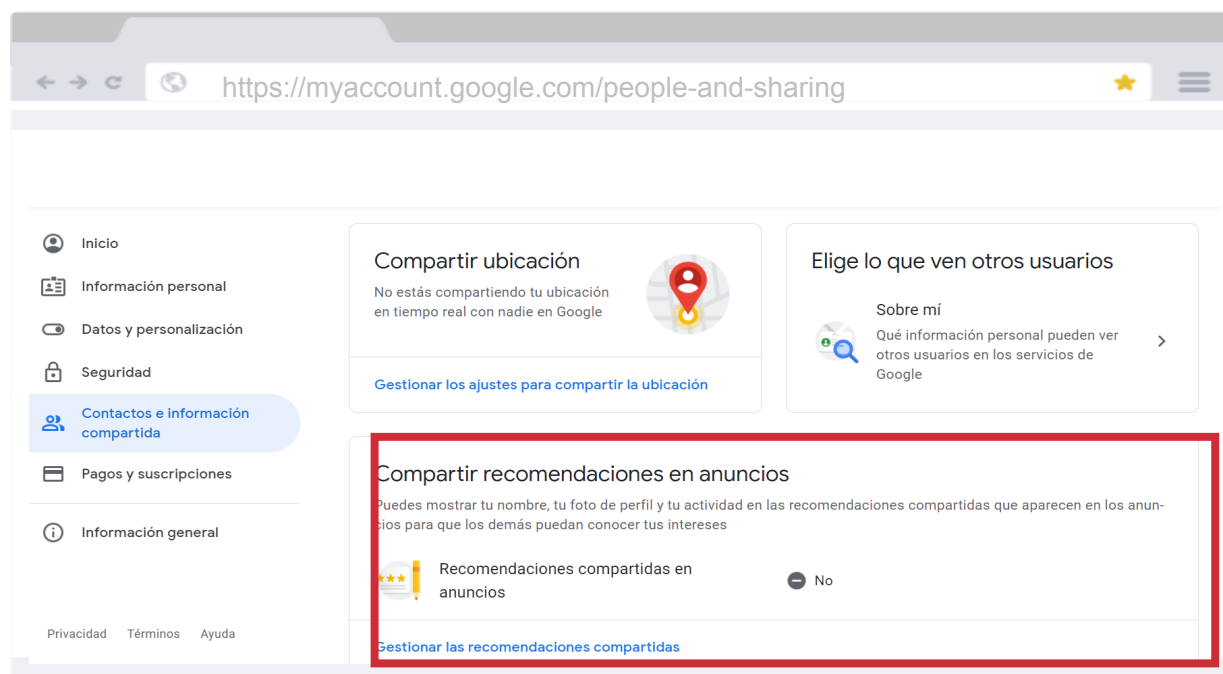 https://myaccount.google.com/people-and-sharing
Inicio
Información personal
Datos y personalización
Seguridad
Contactos e información
compartida
Pagos y suscripciones
Información general
Privacidad Términos Ayuda
Compartir ubicación
No estás compartiendo tu ubicación
en tiempo real con nadie en Google
Gestionar los ajustes para compartir la ubicación
Elige lo que ven otros usuarios
Sobre mí
Qué información personal pueden ver
otros usuarios en los servicios de
Google
Compartir recomendaciones en anuncios
Puedes mostrar tu nombre, tu foto de perfil y tu actividad en las recomendaciones compartidas que aparecen en los anun-
cios para que los demás puedan conocer tus intereses
Recomendaciones compartidas en
anuncios
No
Gestionar las recomendaciones compartidas